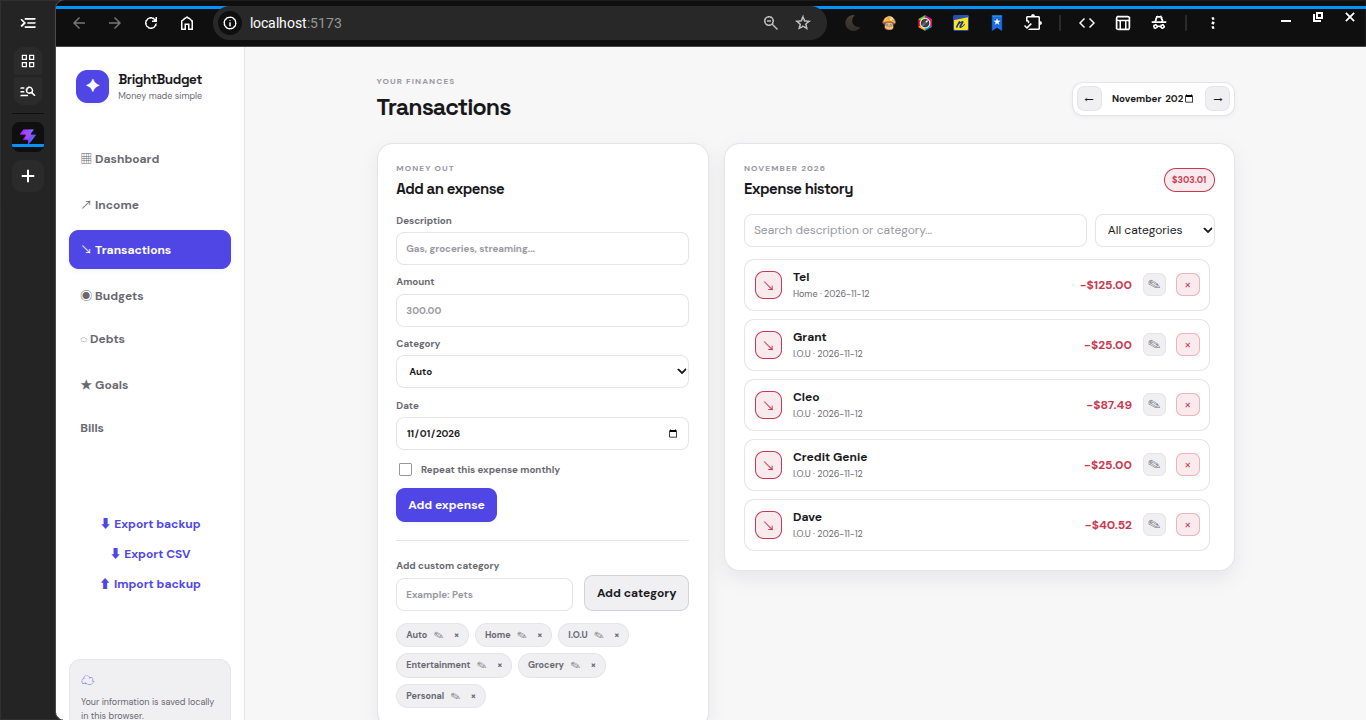 localhost:5173
BrightBudget
Money made simple
Dashboard
Income
Transactions
Budgets
Debts
Goals
Bills
Export backup
Export CSV
Import backup
Your information is saved locally
in this browser.
YOUR FINANCES
Transactions
← November 202 →
MONEY OUT
Add an expense
Description
Gas, groceries, streaming...
Amount
300.00
Category
Auto
Date
11/01/2026
Repeat this expense monthly
Add expense
Add custom category
Example: Pets
Add category
Auto ✎ × Home ✎ × I.O.U ✎ ×
Entertainment ✎ × Grocery ✎ ×
Personal ✎ ×
NOVEMBER 2026
Expense history
$303.01
Search description or category...
All categories
Tel
Home · 2026-11-12
-$125.00
Grant
I.O.U · 2026-11-12
-$25.00
Cleo
I.O.U · 2026-11-12
-$87.49
Credit Genie
I.O.U · 2026-11-12
-$25.00
Dave
I.O.U · 2026-11-12
-$40.52